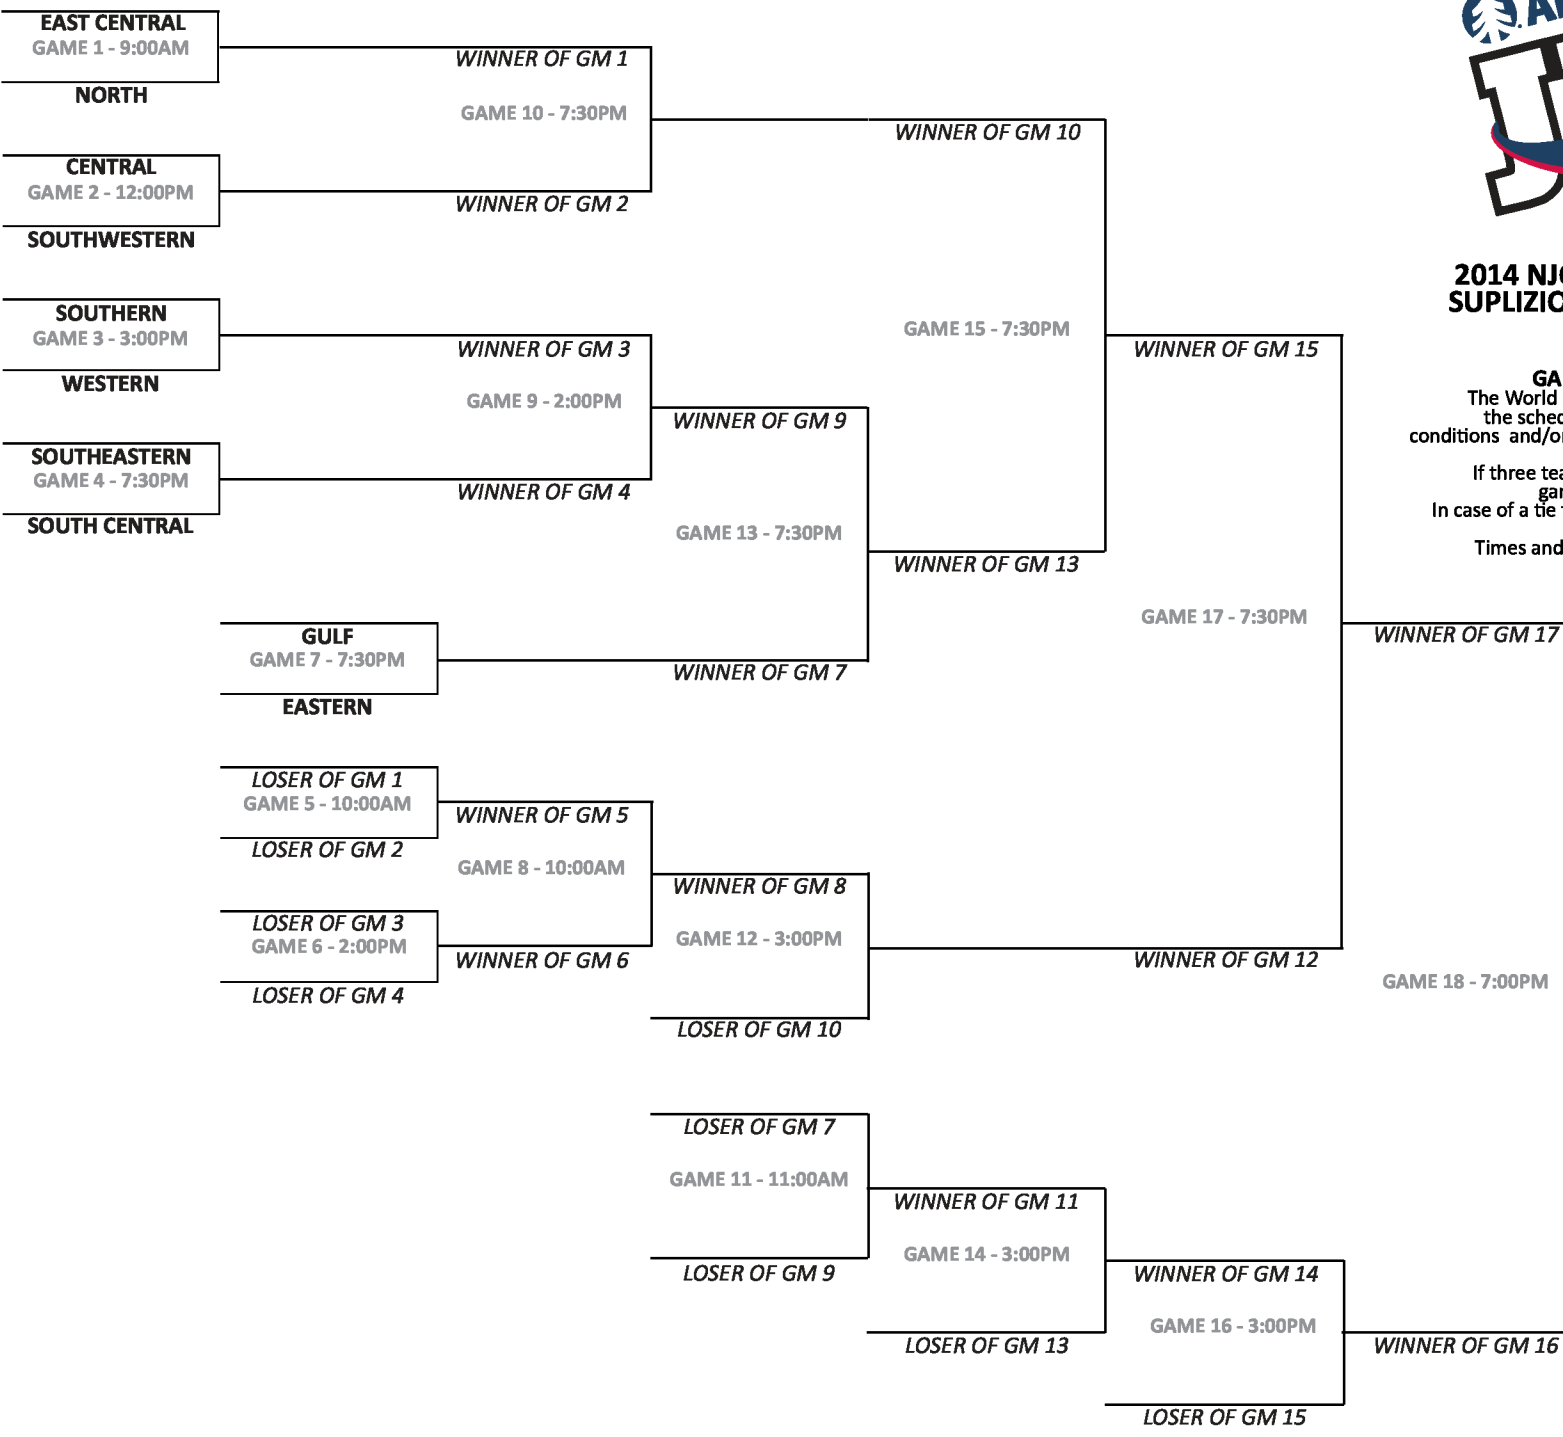 EAST CENTRAL
GAME 1 - 9:00AM
NORTH
WINNER OF GM 1
GAME 10 - 7:30PM
WINNER OF GM 10
CENTRAL
GAME 2 - 12:00PM
SOUTHWESTERN
WINNER OF GM 2
SOUTHERN
GAME 3 - 3:00PM
WESTERN
WINNER OF GM 3
GAME 9 - 2:00PM
WINNER OF GM 9
GAME 15 - 7:30PM
WINNER OF GM 15
SOUTHEASTERN
GAME 4 - 7:30PM
SOUTH CENTRAL
WINNER OF GM 4
GAME 13 - 7:30PM
WINNER OF GM 13
GULF
GAME 7 - 7:30PM
EASTERN
WINNER OF GM 7
GAME 17 - 7:30PM
WINNER OF GM 17
LOSER OF GM 1
GAME 5 - 10:00AM
LOSER OF GM 2
WINNER OF GM 5
GAME 8 - 10:00AM
WINNER OF GM 8
LOSER OF GM 3
GAME 6 - 2:00PM
LOSER OF GM 4
WINNER OF GM 6
GAME 12 - 3:00PM
WINNER OF GM 12
LOSER OF GM 10
GAME 18 - 7:00PM
LOSER OF GM 7
GAME 11 - 11:00AM
LOSER OF GM 9
WINNER OF GM 11
GAME 14 - 3:00PM
LOSER OF GM 13
WINNER OF GM 14
GAME 16 - 3:00PM
LOSER OF GM 15
WINNER OF GM 16
2014
The World
the
conditions and/or
If three
In case of a tie
Times and